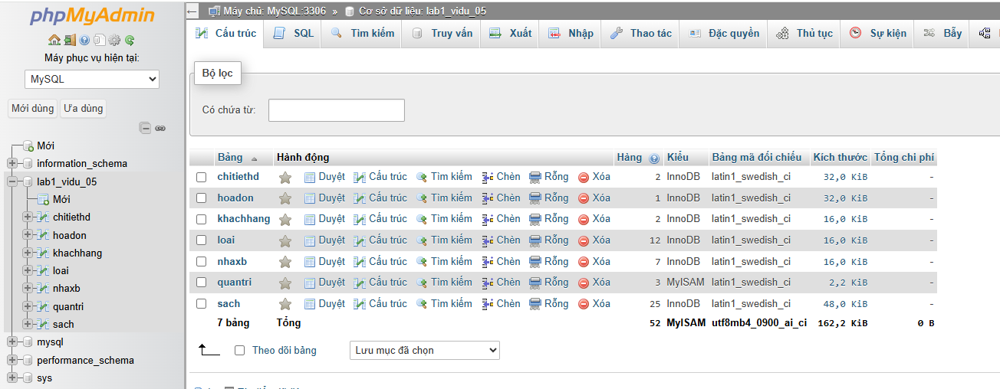 phpMyAdmin
Máy phục vụ hiện tại:
MySQL
Mới dùng Ưa dùng
Mới
information_schema
lab1_vidu_05
Mới
chitiethd
hoadon
khachhang
loai
nhaxb
quantri
sach
mysql
performance_schema
sys
Máy chủ: MySQL:3306 » Cơ sở dữ liệu: lab1_vidu_05
Cấu trúc SQL Tìm kiếm Truy vấn Xuất Nhập Thao tác Đặc quyền Thủ tục Sự kiện Bẫy
Bộ lọc
Có chứa từ:
Bảng Hành động Hàng Kiểu Bảng mã đối chiếu Kích thước Tổng chi phí
chitiethd Duyệt Cấu trúc Tìm kiếm Chèn Rỗng Xóa 2 InnoDB latin1_swedish_ci 32,0 KiB -
hoadon Duyệt Cấu trúc Tìm kiếm Chèn Rỗng Xóa 1 InnoDB latin1_swedish_ci 32,0 KiB -
khachhang Duyệt Cấu trúc Tìm kiếm Chèn Rỗng Xóa 2 InnoDB latin1_swedish_ci 16,0 KiB -
loai Duyệt Cấu trúc Tìm kiếm Chèn Rỗng Xóa 12 InnoDB latin1_swedish_ci 16,0 KiB -
nhaxb Duyệt Cấu trúc Tìm kiếm Chèn Rỗng Xóa 7 InnoDB latin1_swedish_ci 16,0 KiB -
quantri Duyệt Cấu trúc Tìm kiếm Chèn Rỗng Xóa 3 MyISAM latin1_swedish_ci 2,2 KiB -
sach Duyệt Cấu trúc Tìm kiếm Chèn Rỗng Xóa 25 InnoDB latin1_swedish_ci 48,0 KiB -
7 bảng Tổng 52 MyISAM utf8mb4_0900_ai_ci 162,2 KiB 0 B
Theo dõi bảng Lưu mục đã chọn